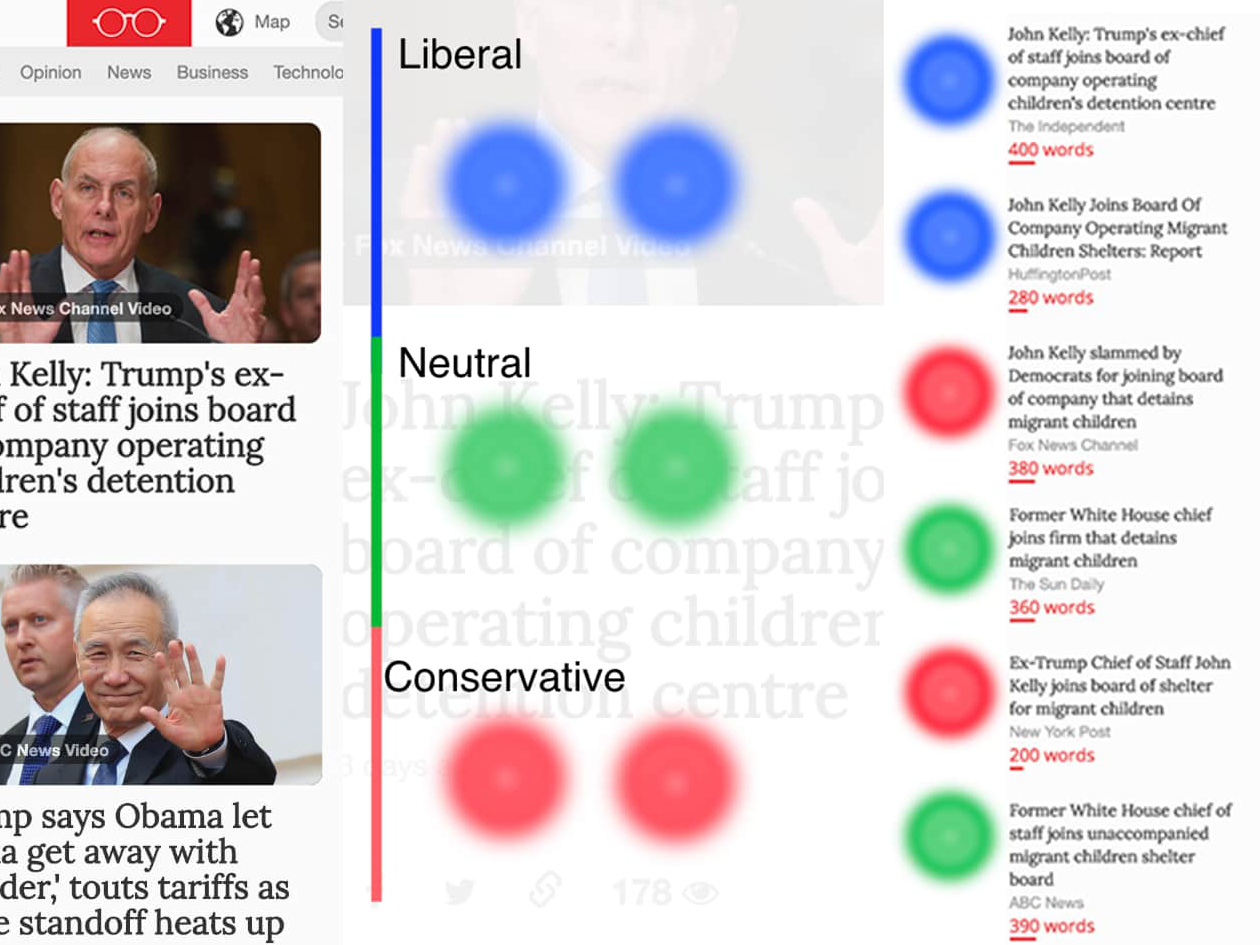 Map
Opinion News Business Technolo
x News Channel Video
Kelly: Trump's ex-
f of staff joins board
ompany operating
dren's detention
re
C News Video
mp says Obama let
a get away with
der,' touts tariffs as
e standoff heats up
Liberal
Fox News Channel Video
Neutral
John Kelly: Trump
ex- of staff jo
board of company
operating childrer
Conservative
detention centre
3 days
178
John Kelly: Trump's ex-chief
of staff joins board of
company operating
children's detention centre
The Independent
400 words
John Kelly Joins Board Of
Company Operating Migrant
Children Shelters: Report
HuffingtonPost
280 words
John Kelly slammed by
Democrats for joining board
of company that detains
migrant children
Fox News Channel
380 words
Former White House chief
joins firm that detains
migrant children
The Sun Daily
360 words
Ex-Trump Chief of Staff John
Kelly joins board of shelter
for migrant children
New York Post
200 words
Former White House chief of
staff joins unaccompanied
migrant children shelter
board
ABC News
390 words